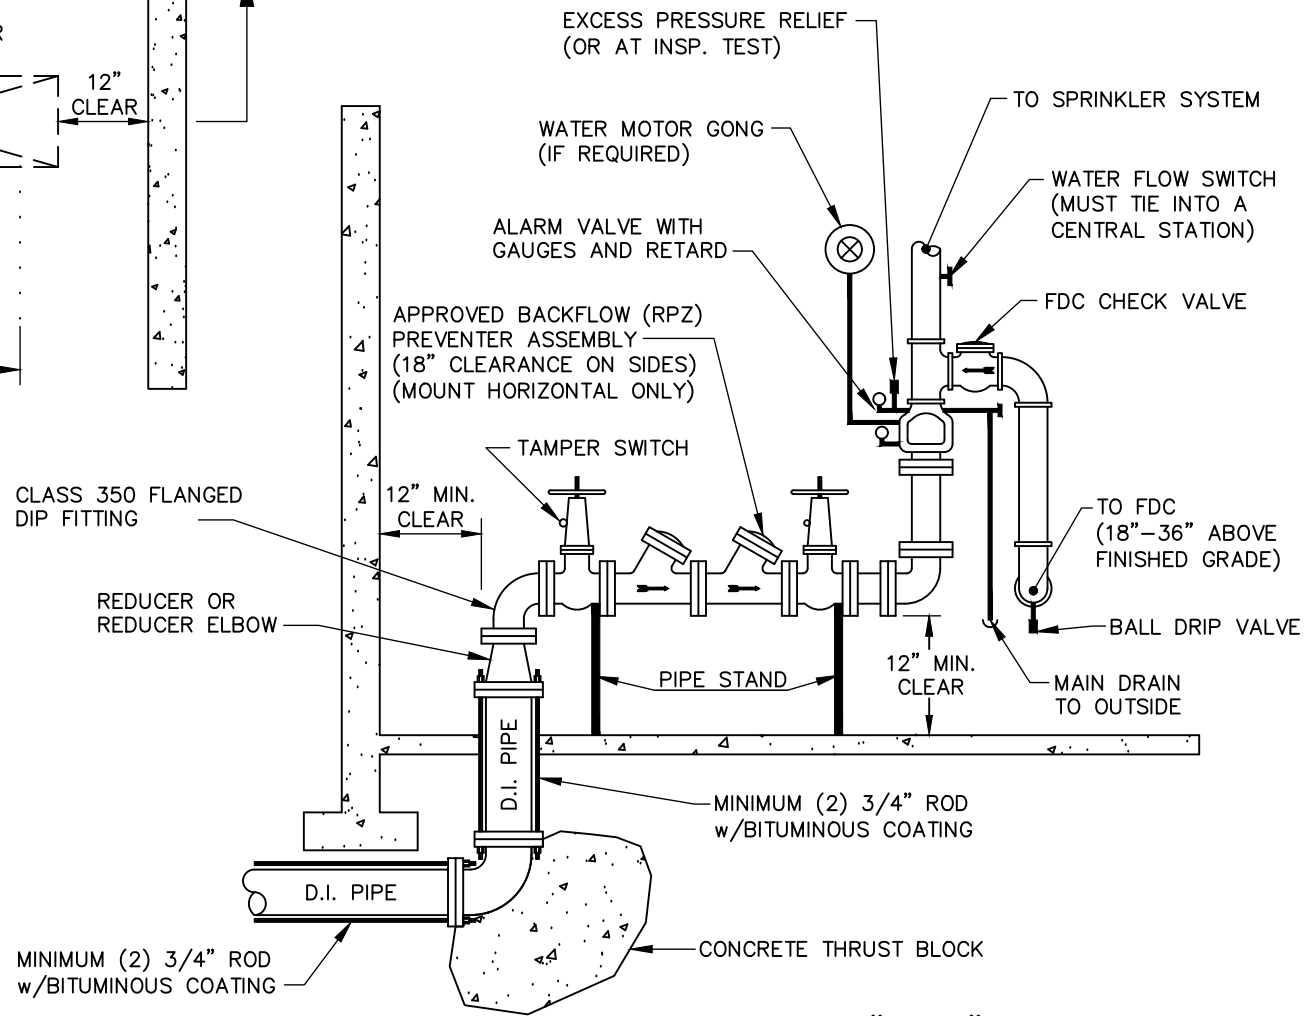 R
12”
CLEAR
EXCESS PRESSURE RELIEF
(OR AT INSP. TEST)
TO SPRINKLER SYSTEM
WATER MOTOR GONG
(IF REQUIRED)
WATER FLOW SWITCH
(MUST TIE INTO A
CENTRAL STATION)
ALARM VALVE WITH
GAUGES AND RETARD
FDC CHECK VALVE
APPROVED BACKFLOW (RPZ)
PREVENTER ASSEMBLY
(18” CLEARANCE ON SIDES)
(MOUNT HORIZONTAL ONLY)
TAMPER SWITCH
CLASS 350 FLANGED
DIP FITTING
12” MIN.
CLEAR
TO FDC
(18”-36” ABOVE
FINISHED GRADE)
REDUCER OR
REDUCER ELBOW
BALL DRIP VALVE
12” MIN.
CLEAR
PIPE STAND
MAIN DRAIN
TO OUTSIDE
D.I. PIPE
MINIMUM (2) 3/4” ROD
w/BITUMINOUS COATING
D.I. PIPE
CONCRETE THRUST BLOCK
MINIMUM (2) 3/4” ROD
w/BITUMINOUS COATING